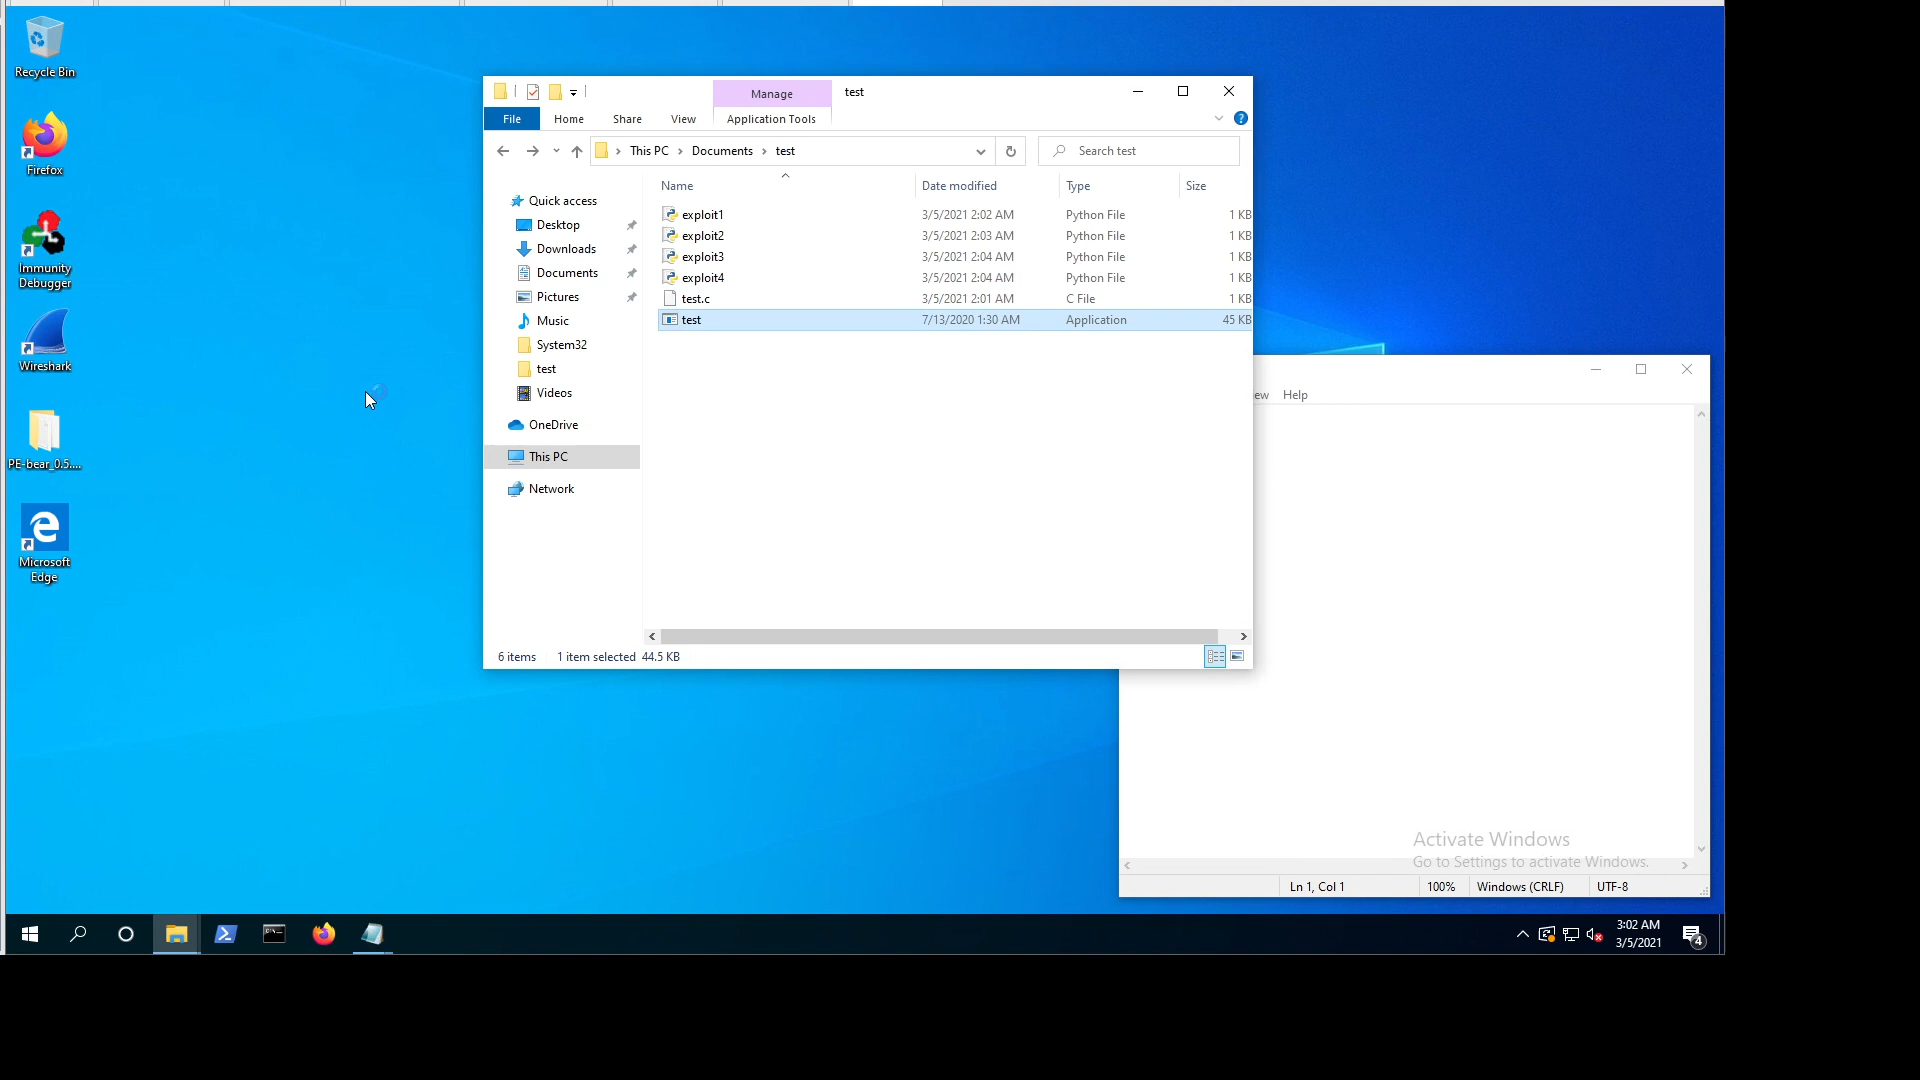 Recycle Bin
Firefox
Immunity
Debugger
Wireshark
PE-bear_0.5....
Microsoft
Edge
Manage
test
File
Home
Share
View
Application Tools
This PC
Documents
test
Search test
Name
Date modified
Type
Size
exploit1
3/5/2021 2:02 AM
Python File
1 KB
exploit2
3/5/2021 2:03 AM
Python File
1 KB
exploit3
3/5/2021 2:04 AM
Python File
1 KB
exploit4
3/5/2021 2:04 AM
Python File
1 KB
test.c
3/5/2021 2:01 AM
C File
1 KB
test
7/13/2020 1:30 AM
Application
45 KB
Quick access
Desktop
Downloads
Documents
Pictures
Music
System32
test
Videos
OneDrive
This PC
Network
6 items
1 item selected 44.5 KB
ew
Help
Activate Windows
Go to Settings to activate Windows.
Ln 1, Col 1
100%
Windows (CRLF)
UTF-8
3:02 AM
3/5/2021
4